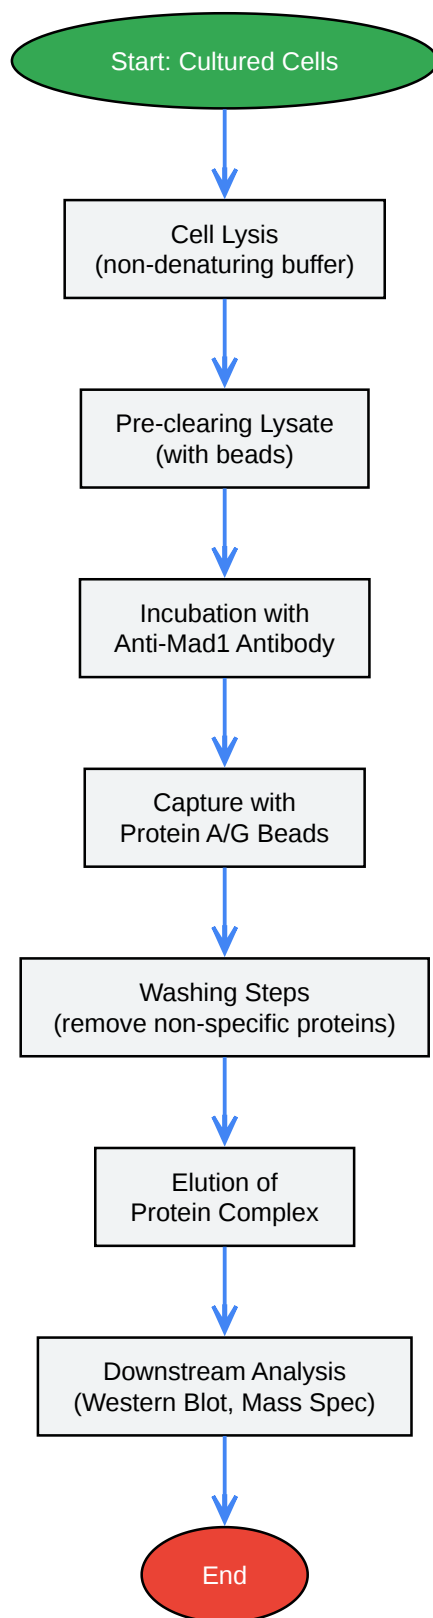 Start: Cultured Cells
Cell Lysis
(non-denaturing buffer)
Pre-clearing Lysate
(with beads)
Incubation with
Anti-Mad1 Antibody
Capture with
Protein A/G Beads
Washing Steps
(remove non-specific proteins)
Elution of
Protein Complex
Downstream Analysis
(Western Blot, Mass Spec)
End